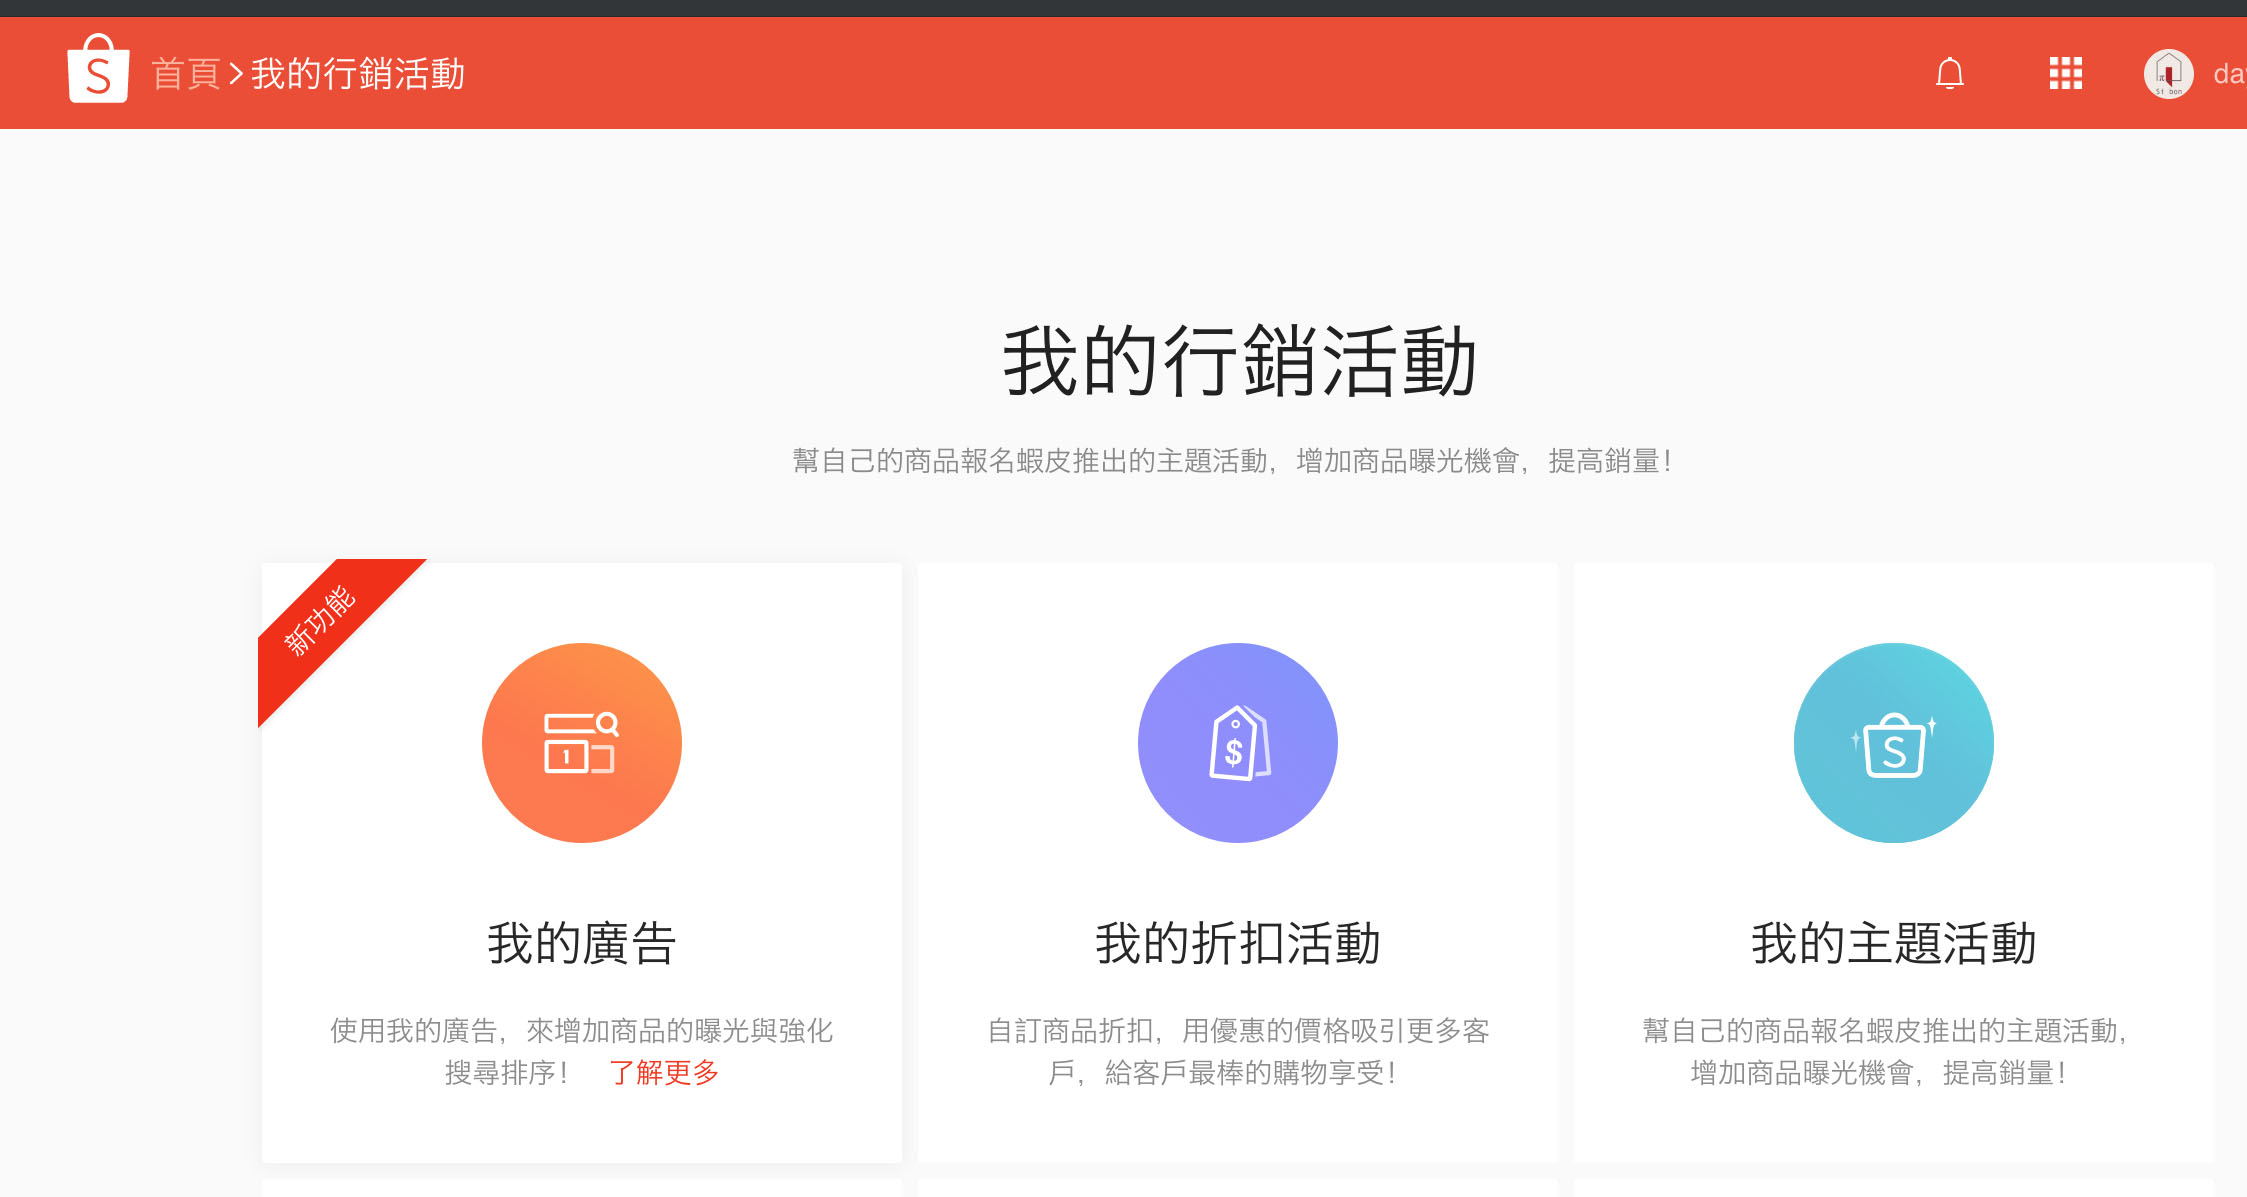 首頁 > 我的行銷活動
da
我的行銷活動
幫自己的商品報名蝦皮推出的主題活動，增加商品曝光機會，提高銷量！
新功能
我的廣告
使用我的廣告，來增加商品的曝光與強化
搜尋排序！ 了解更多
我的折扣活動
自訂商品折扣，用優惠的價格吸引更多客
戶，給客戶最棒的購物享受！
我的主題活動
幫自己的商品報名蝦皮推出的主題活動，
增加商品曝光機會，提高銷量！